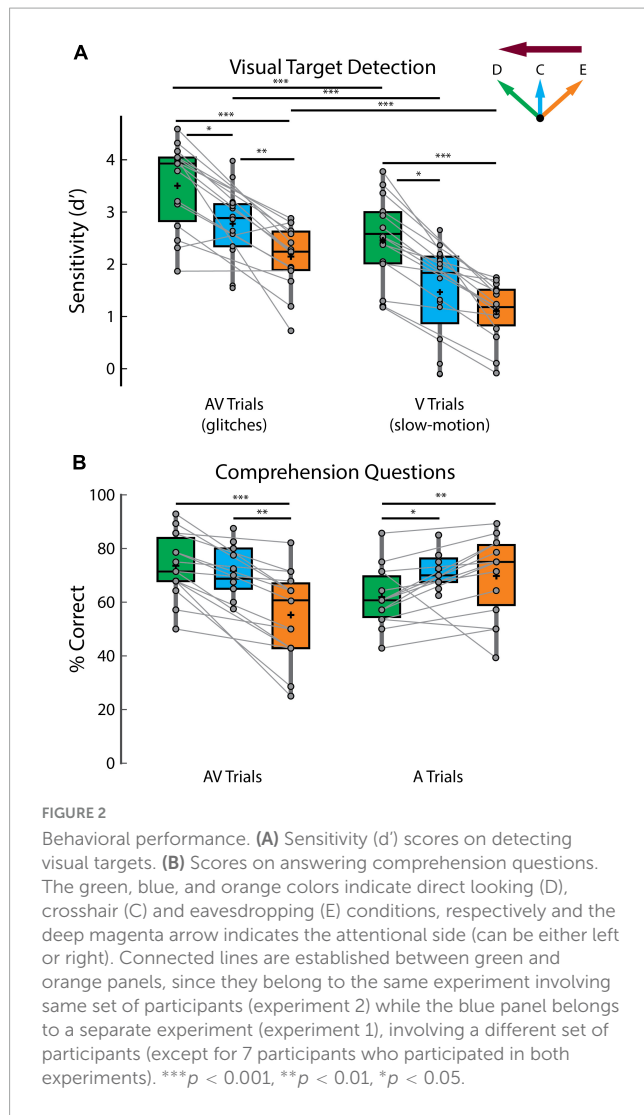 A
Visual Target Detection
D C E
***
***
***
***
*
**
***
*
Sensitivity (d')
4
3
2
1
0
AV Trials
(glitches)
V Trials
(slow-motion)
B
Comprehension Questions
***
**
**
*
% Correct
100
80
60
40
20
0
AV Trials
A Trials
FIGURE 2
Behavioral performance. (A) Sensitivity (d') scores on detecting
visual targets. (B) Scores on answering comprehension questions.
The green, blue, and orange colors indicate direct looking (D),
crosshair (C) and eavesdropping (E) conditions, respectively and the
deep magenta arrow indicates the attentional side (can be either left
or right). Connected lines are established between green and
orange panels, since they belong to the same experiment involving
same set of participants (experiment 2) while the blue panel belongs
to a separate experiment (experiment 1), involving a different set of
participants (except for 7 participants who participated in both
experiments). ***p < 0.001, **p < 0.01, *p < 0.05.